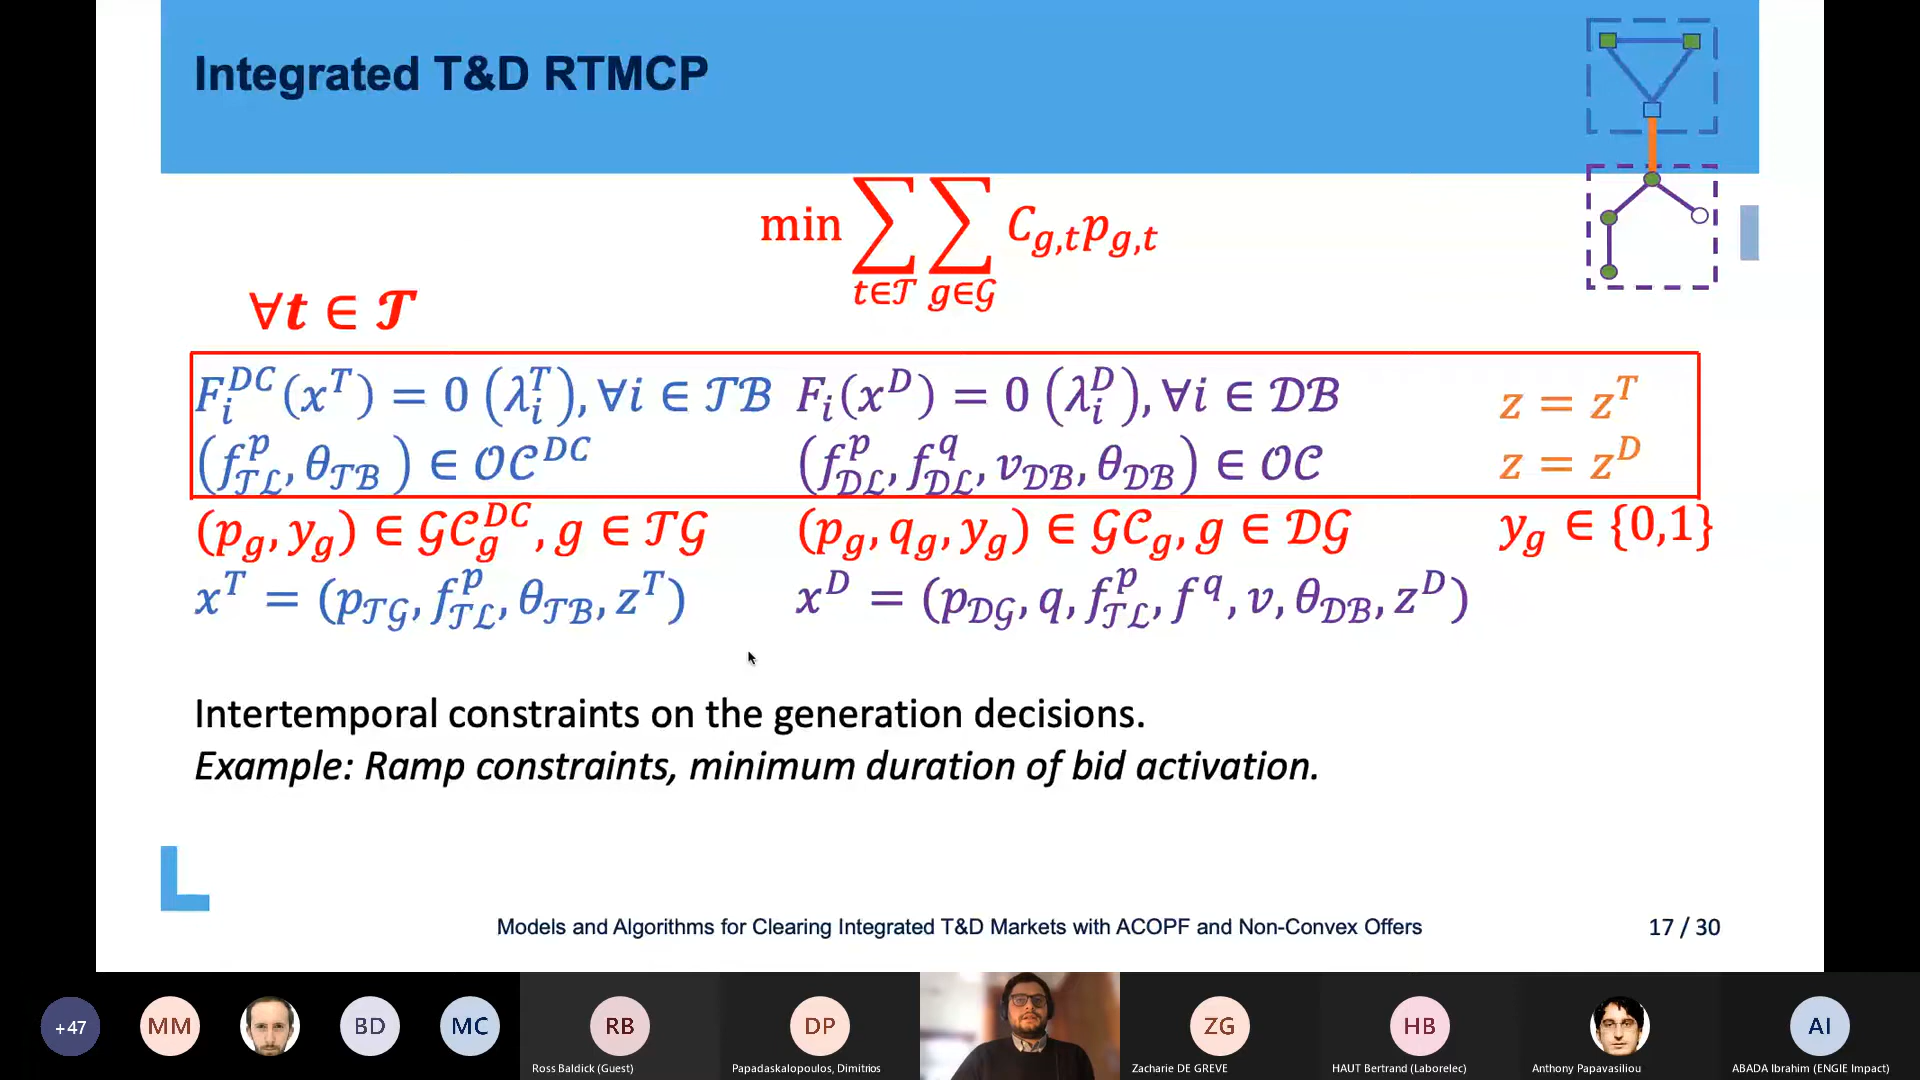 Integrated T&D RTMCP
min ∑_{t∈𝒯} ∑_{g∈𝒢} C_{g,t} p_{g,t}
∀t ∈ 𝒯
F_i^{DC}(x^T) = 0 (λ_i^T), ∀i ∈ 𝒯ℬ F_i(x^D) = 0 (λ_i^D), ∀i ∈ 𝒟ℬ z = z^T
(f^p_{𝒯ℒ}, θ_{𝒯ℬ}) ∈ 𝒪𝒞^{DC} (f^p_{𝒟ℒ}, f^q_{𝒟ℒ}, v_{𝒟ℬ}, θ_{𝒟ℬ}) ∈ 𝒪𝒞 z = z^D
(p_g, y_g) ∈ 𝒢𝒞_g^{DC}, g ∈ 𝒯𝒢 (p_g, q_g, y_g) ∈ 𝒢𝒞_g, g ∈ 𝒟𝒢 y_g ∈ {0,1}
x^T = (p_{𝒯𝒢}, f^p_{𝒯ℒ}, θ_{𝒯ℬ}, z^T) x^D = (p_{𝒟𝒢}, q, f^p_{𝒯ℒ}, f^q, v, θ_{𝒟ℬ}, z^D)
Intertemporal constraints on the generation decisions.
Example: Ramp constraints, minimum duration of bid activation.
Models and Algorithms for Clearing Integrated T&D Markets with ACOPF and Non-Convex Offers 17 / 30
+47 MM BD MC RB DP ZG HB AI
Ross Baldick (Guest) Papadaskalopoulos, Dimitrios Zacharie DE GREVE HAUT Bertrand (Laborelec) Anthony Papavasiliou ABADA Ibrahim (ENGIE Impact)